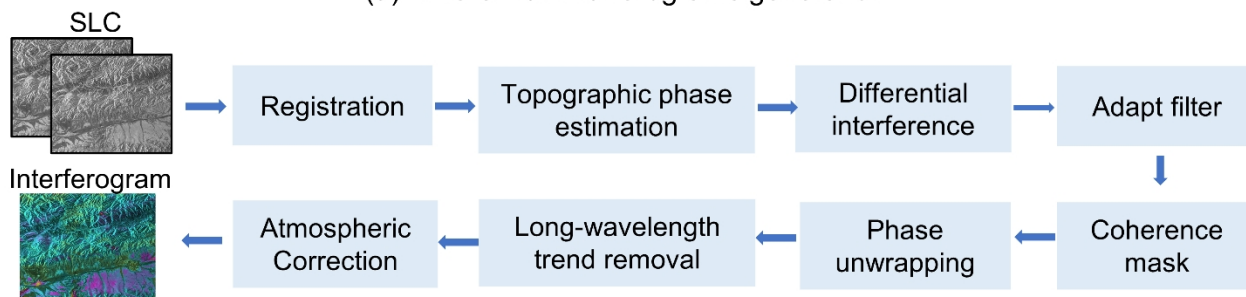 SLC
Registration
Topographic phase
estimation
Differential
interference
Adapt filter
Interferogram
Atmospheric
Correction
Long-wavelength
trend removal
Phase
unwrapping
Coherence
mask